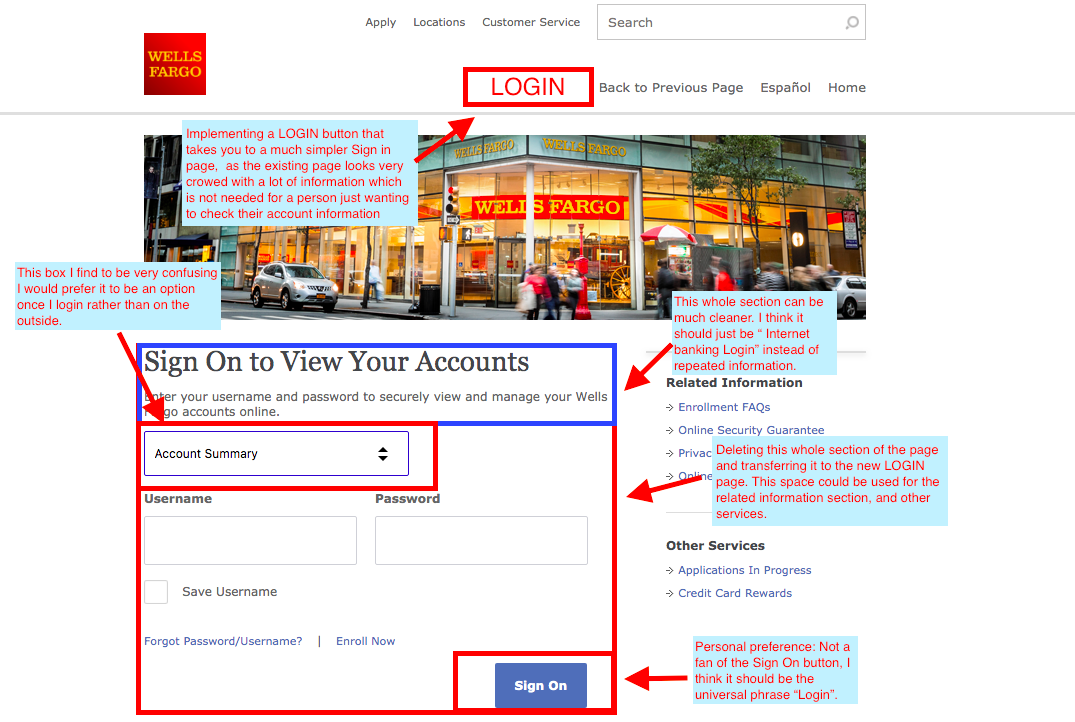 Apply Locations Customer Service Search
WELLS
FARGO
LOGIN
Back to Previous Page Español Home
Implementing a LOGIN button that
takes you to a much simpler Sign in
page, as the existing page looks very
crowed with a lot of information which
is not needed for a person just wanting
to check their account information
WELLS FARGO
WELLS FARGO
WELLS FARGO
This box I find to be very confusing
I would prefer it to be an option
once I login rather than on the
outside.
This whole section can be
much cleaner. I think it
should just be “ Internet
banking Login” instead of
repeated information.
Sign On to View Your Accounts
Enter your username and password to securely view and manage your Wells
Fargo accounts online.
Account Summary
Username Password
Save Username
Forgot Password/Username? | Enroll Now
Sign On
Related Information
Enrollment FAQs
Online Security Guarantee
Privac
Online
Deleting this whole section of the page
and transferring it to the new LOGIN
page. This space could be used for the
related information section, and other
services.
Other Services
Applications In Progress
Credit Card Rewards
Personal preference: Not a
fan of the Sign On button, I
think it should be the
universal phrase “Login”.